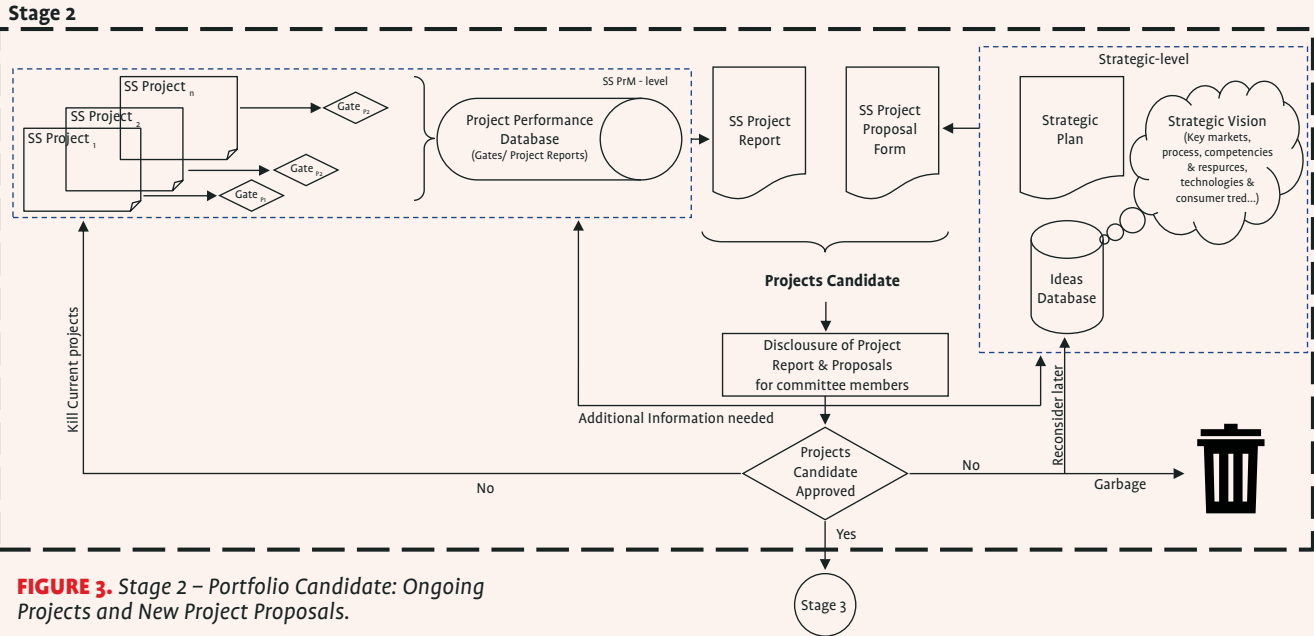 Stage 2
SS Project n
SS Project 2
SS Project 1
Gate P2
Gate P2
Gate P1
SS PrM - level
Project Performance
Database
(Gates/ Project Reports)
SS Project
Report
SS Project
Proposal
Form
Strategic-level
Strategic
Plan
Strategic Vision
(Key markets,
process, competencies
& respurces,
technologies &
consumer tred...)
Ideas
Database
Projects Candidate
Disclousure of Project
Report & Proposals
for committee members
Additional Information needed
Kill Current projects
Reconsider later
Projects
Candidate
Approved
No
No
Garbage
Yes
Stage 3
FIGURE 3. Stage 2 – Portfolio Candidate: Ongoing
Projects and New Project Proposals.